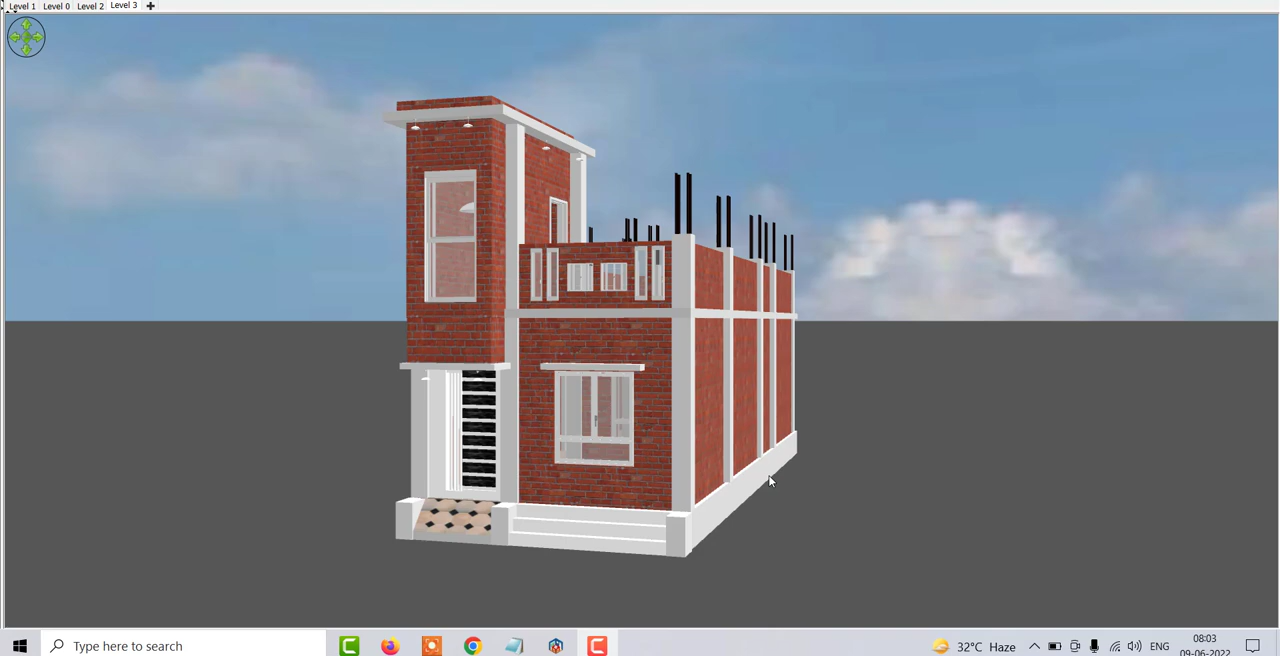 Level 1 Level 0 Level 2 Level 3
Type here to search
32°C Haze
ENG
08:03
09-06-2022